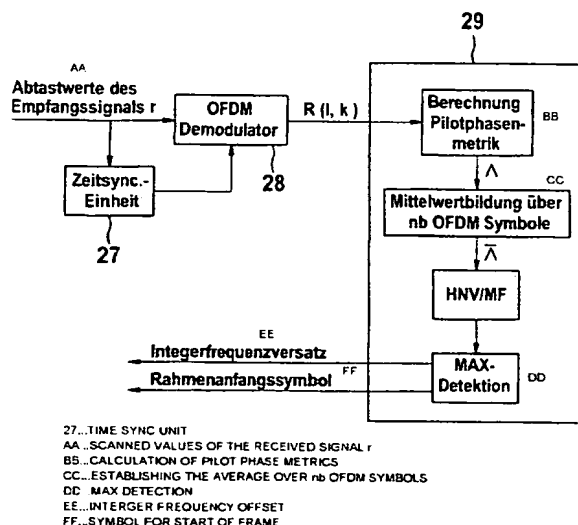 29
AA
Abtastwerte des
Empfangssignals r
OFDM
Demodulator
R (l, k )
28
Zeitsync.-
Einheit
27
Berechnung
Pilotphasen-
metrik
BB
Λ
CC
Mittelwertbildung über
nb OFDM Symbole
Λ̅
HNV/MF
EE
Integerfrequenzversatz
FF
Rahmenanfangssymbol
MAX-
Detektion
DD
27...TIME SYNC UNIT
AA...SCANNED VALUES OF THE RECEIVED SIGNAL r
BB...CALCULATION OF PILOT PHASE METRICS
CC...ESTABLISHING THE AVERAGE OVER nb OFDM SYMBOLS
DD...MAX DETECTION
EE...INTERGER FREQUENCY OFFSET
FF...SYMBOL FOR START OF FRAME